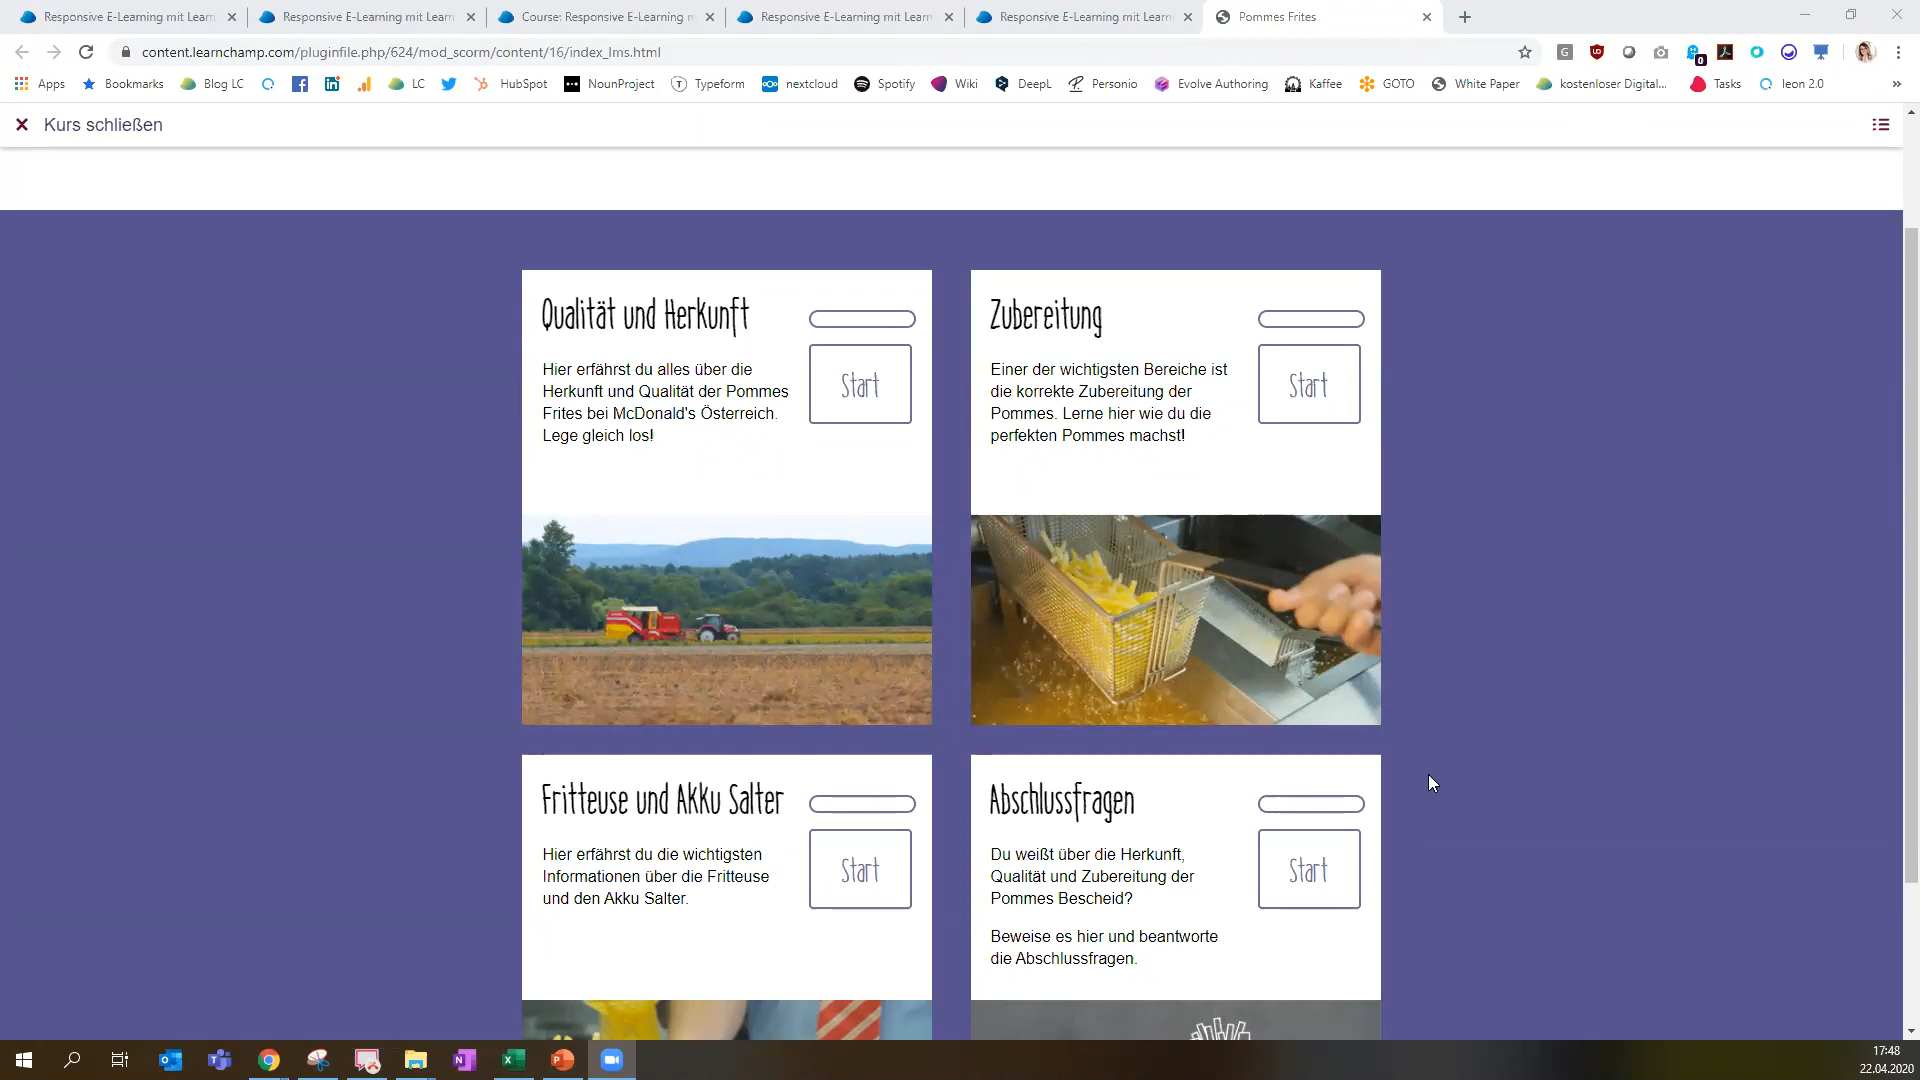 Responsive E-Learning mit Learn
Responsive E-Learning mit Learn
Course: Responsive E-Learning m
Responsive E-Learning mit Learn
Responsive E-Learning mit Learn
Pommes Frites
content.learnchamp.com/pluginfile.php/624/mod_scorm/content/16/index_lms.html
Apps
Bookmarks
Blog LC
LC
HubSpot
NounProject
Typeform
nextcloud
Spotify
Wiki
DeepL
Personio
Evolve Authoring
Kaffee
GOTO
White Paper
kostenloser Digital...
Tasks
leon 2.0
»
Kurs schließen
Qualität und Herkunft
Hier erfährst du alles über die
Herkunft und Qualität der Pommes
Frites bei McDonald's Österreich.
Lege gleich los!
Start
Zubereitung
Einer der wichtigsten Bereiche ist
die korrekte Zubereitung der
Pommes. Lerne hier wie du die
perfekten Pommes machst!
Start
Fritteuse und Akku Salter
Hier erfährst du die wichtigsten
Informationen über die Fritteuse
und den Akku Salter.
Start
Abschlussfragen
Du weißt über die Herkunft,
Qualität und Zubereitung der
Pommes Bescheid?
Beweise es hier und beantworte
die Abschlussfragen.
Start
17:48
22.04.2020